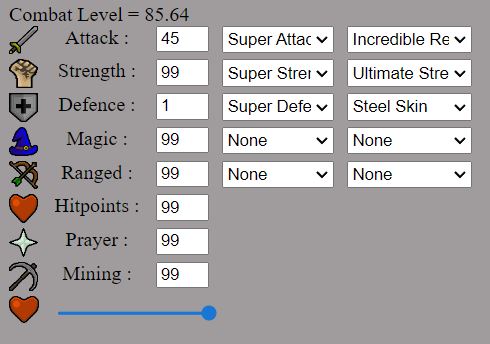 Combat Level = 85.64
Attack : 45 Super Attac Incredible Re
Strength : 99 Super Stren Ultimate Stre
Defence : 1 Super Defe Steel Skin
Magic : 99 None None
Ranged : 99 None None
Hitpoints : 99
Prayer : 99
Mining : 99